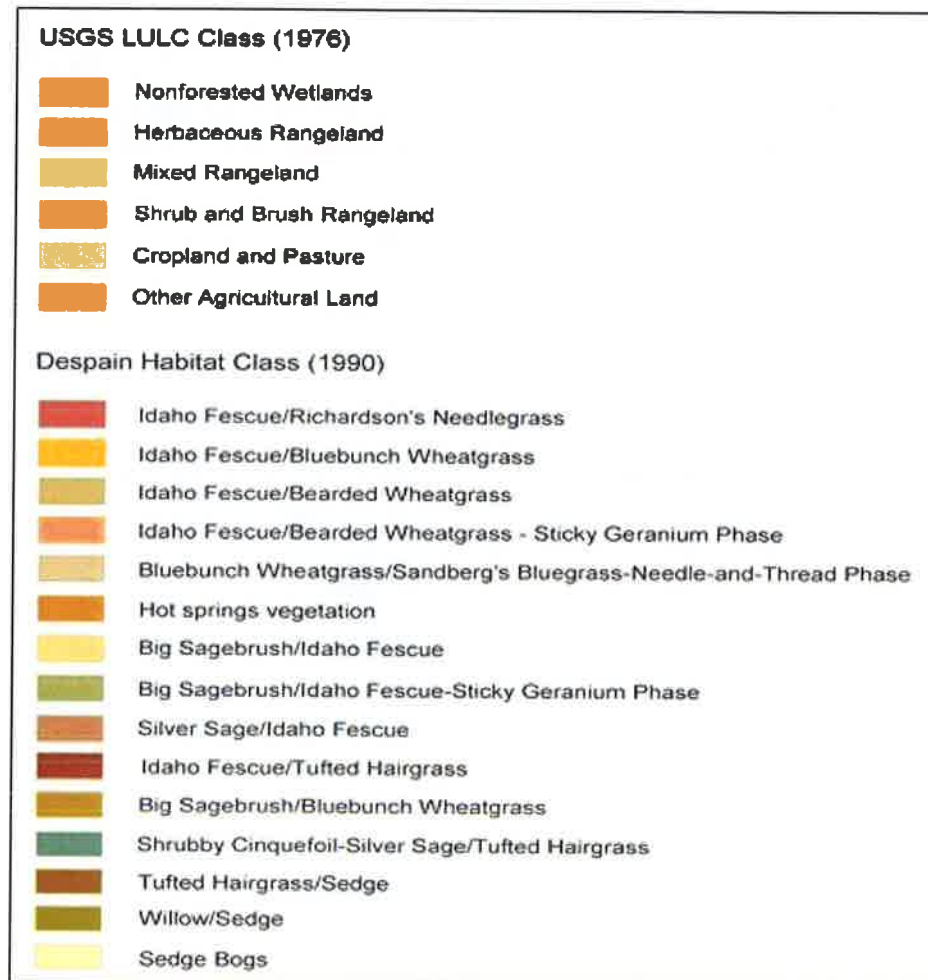 USGS LULC Class (1976)
Nonforested Wetlands
Herbaceous Rangeland
Mixed Rangeland
Shrub and Brush Rangeland
Cropland and Pasture
Other Agricultural Land
Despain Habitat Class (1990)
Idaho Fescue/Richardson's Needlegrass
Idaho Fescue/Bluebunch Wheatgrass
Idaho Fescue/Bearded Wheatgrass
Idaho Fescue/Bearded Wheatgrass - Sticky Geranium Phase
Bluebunch Wheatgrass/Sandberg's Bluegrass-Needle-and-Thread Phase
Hot springs vegetation
Big Sagebrush/Idaho Fescue
Big Sagebrush/Idaho Fescue-Sticky Geranium Phase
Silver Sage/Idaho Fescue
Idaho Fescue/Tufted Hairgrass
Big Sagebrush/Bluebunch Wheatgrass
Shrubby Cinquefoil-Silver Sage/Tufted Hairgrass
Tufted Hairgrass/Sedge
Willow/Sedge
Sedge Bogs